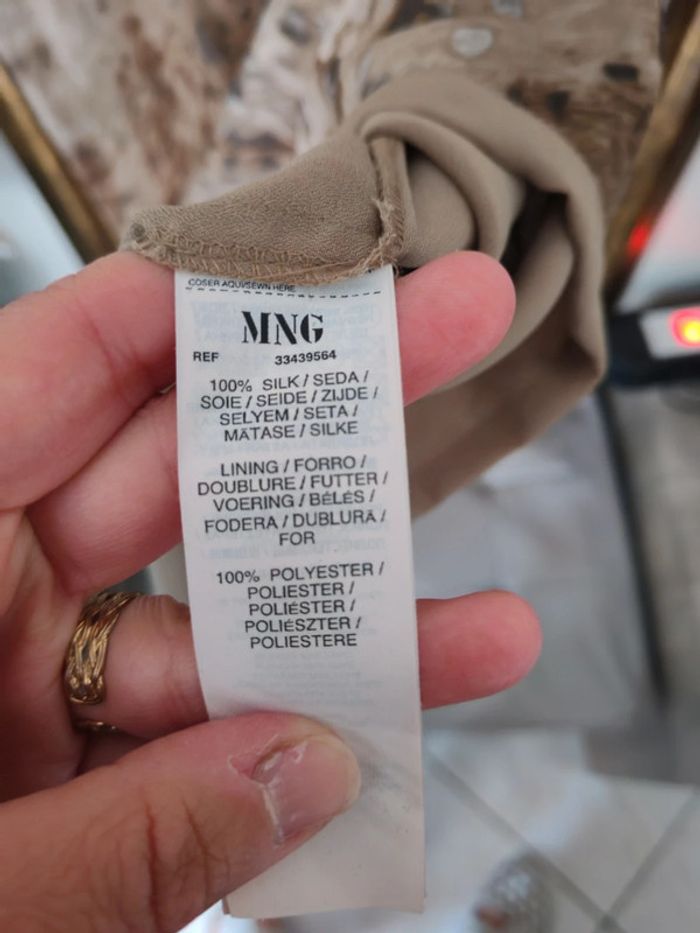 COSER AQUI/SEWN HERE
MNG
REF 33439564
100% SILK / SEDA /
SOIE / SEIDE / ZIJDE /
SELYEM / SETA /
MĂTASE / SILKE
LINING / FORRO /
DOUBLURE / FUTTER /
VOERING / BÉLÉS /
FODERA / DUBLURĂ /
FOR
100% POLYESTER /
POLIESTER /
POLIÉSTER /
POLIÉSZTER /
POLIESTERE